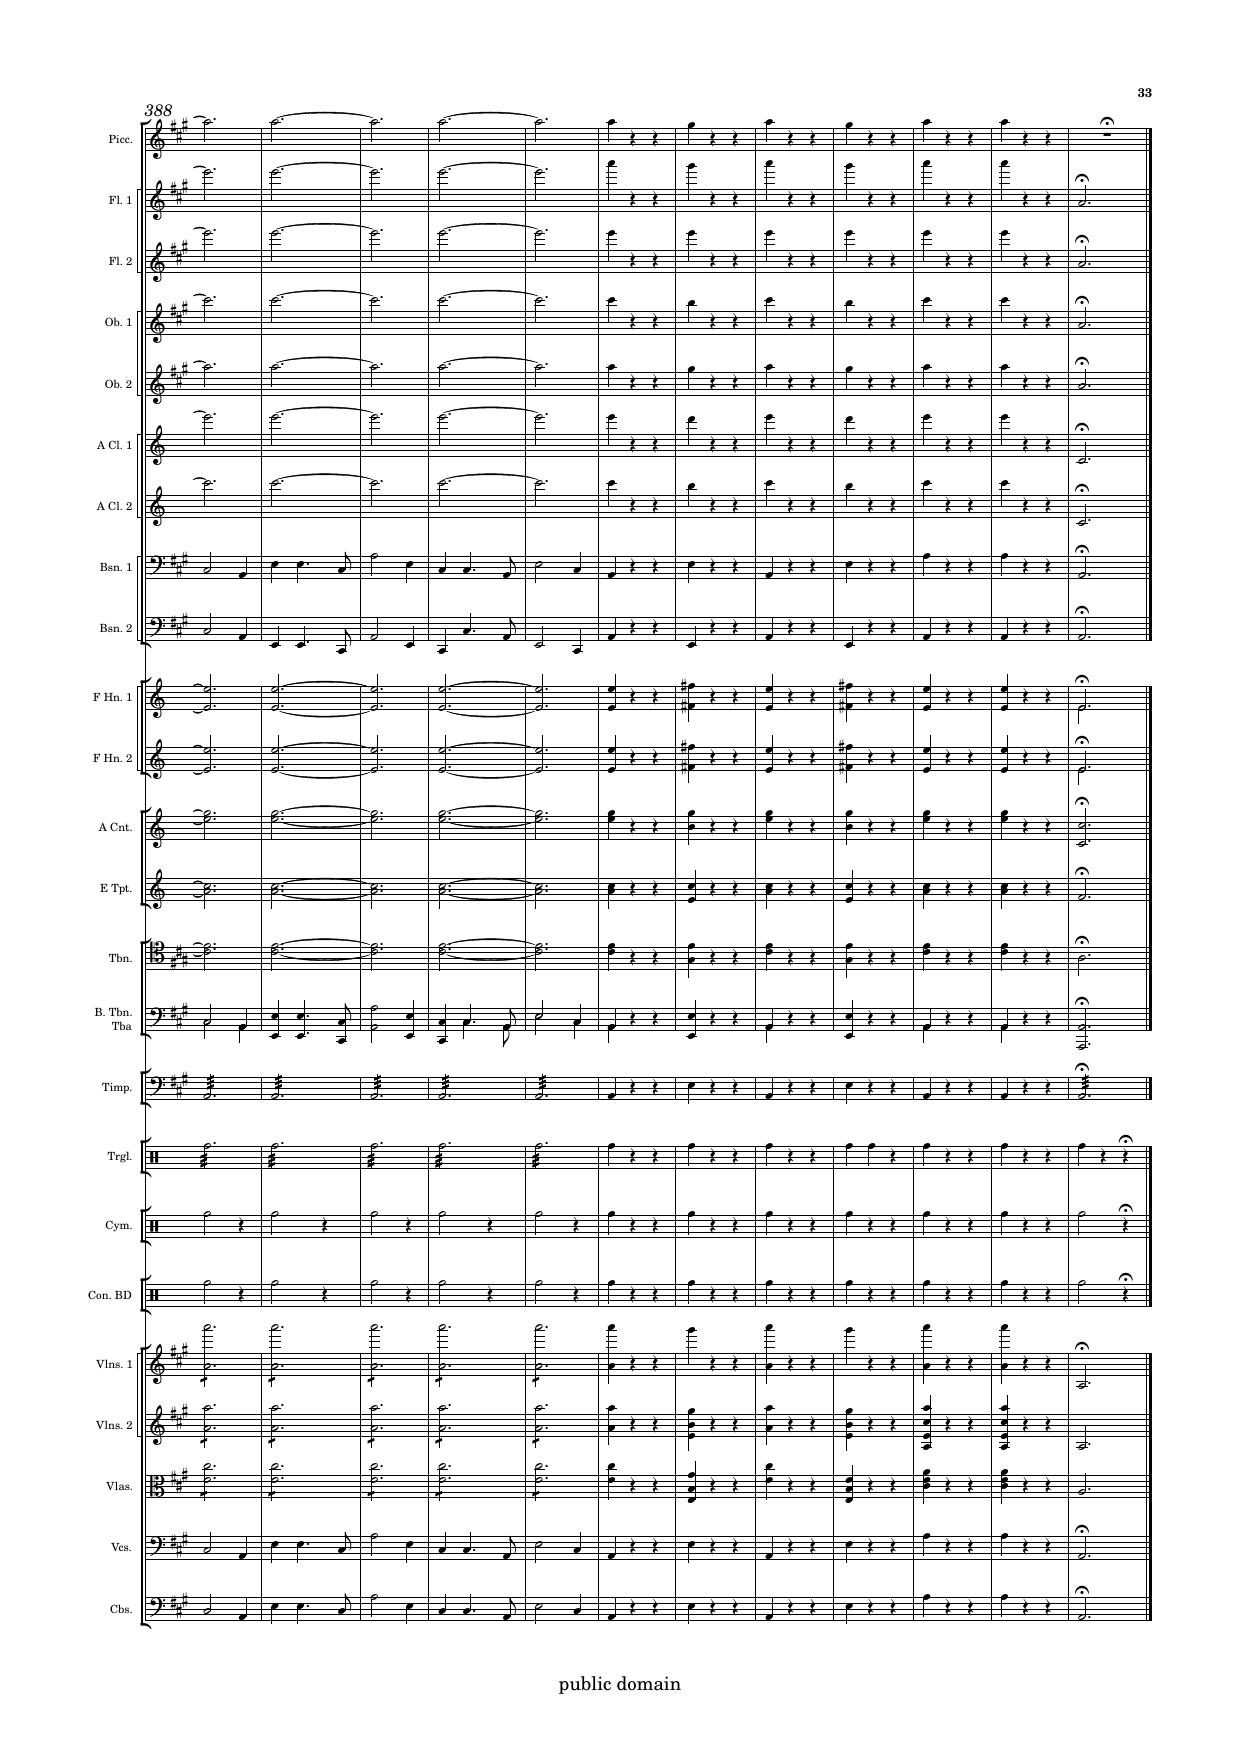 33
388
Picc.
Fl. 1
Fl. 2
Ob. 1
Ob. 2
A Cl. 1
A Cl. 2
Bsn. 1
Bsn. 2
F Hn. 1
F Hn. 2
A Cnt.
E Tpt.
Tbn.
B. Tbn.
Tba
Timp.
Trgl.
Cym.
Con. BD
Vlns. 1
Vlns. 2
Vlas.
Vcs.
Cbs.
public domain